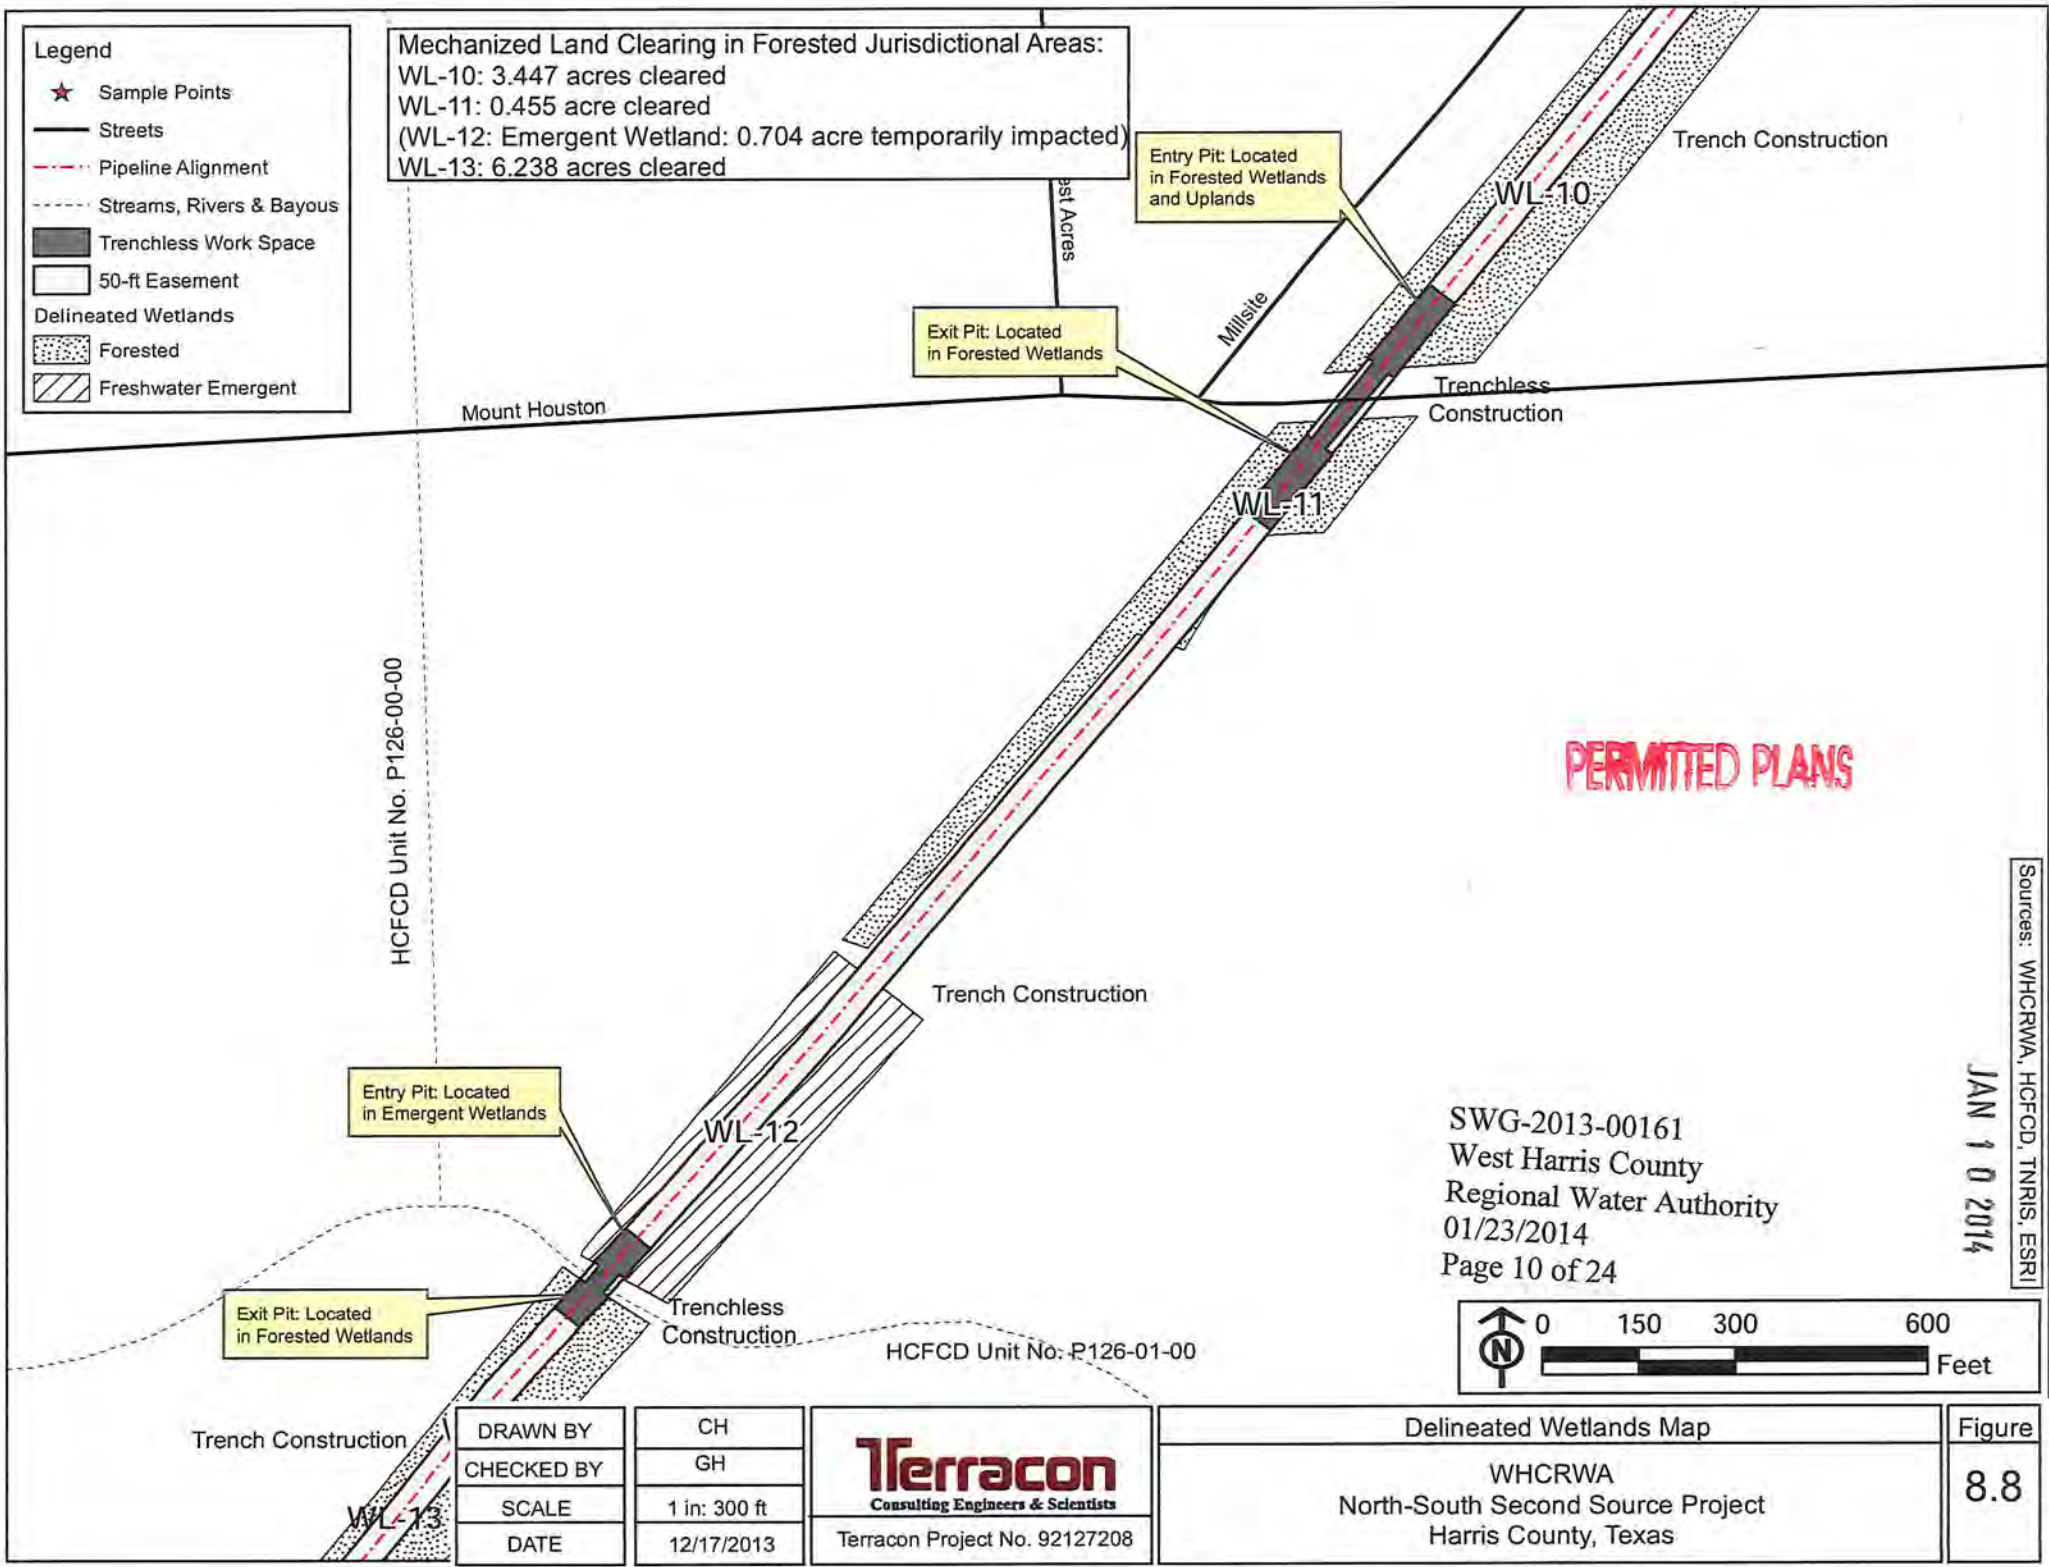 Legend
Sample Points
Streets
Pipeline Alignment
Streams, Rivers & Bayous
Trenchless Work Space
50-ft Easement
Delineated Wetlands
Forested
Freshwater Emergent
Mechanized Land Clearing in Forested Jurisdictional Areas:
WL-10: 3.447 acres cleared
WL-11: 0.455 acre cleared
(WL-12: Emergent Wetland: 0.704 acre temporarily impacted)
WL-13: 6.238 acres cleared
Entry Pit: Located
in Forested Wetlands
and Uplands
Trench Construction
WL-10
est Acres
Millsite
Exit Pit: Located
in Forested Wetlands
Mount Houston
Trenchless
Construction
WL-11
HCFCD Unit No. P126-00-00
PERMITTED PLANS
Sources: WHCRWA, HCFCD, TNRIS, ESRI
Trench Construction
Entry Pit: Located
in Emergent Wetlands
WL-12
SWG-2013-00161
West Harris County
Regional Water Authority
01/23/2014
Page 10 of 24
JAN 10 2014
Exit Pit: Located
in Forested Wetlands
Trenchless
Construction
HCFCD Unit No. P126-01-00
N
0 150 300 600
Feet
Trench Construction
WL-13
DRAWN BY CH
CHECKED BY GH
SCALE 1 in: 300 ft
DATE 12/17/2013
Terracon
Consulting Engineers & Scientists
Terracon Project No. 92127208
Delineated Wetlands Map
WHCRWA
North-South Second Source Project
Harris County, Texas
Figure
8.8